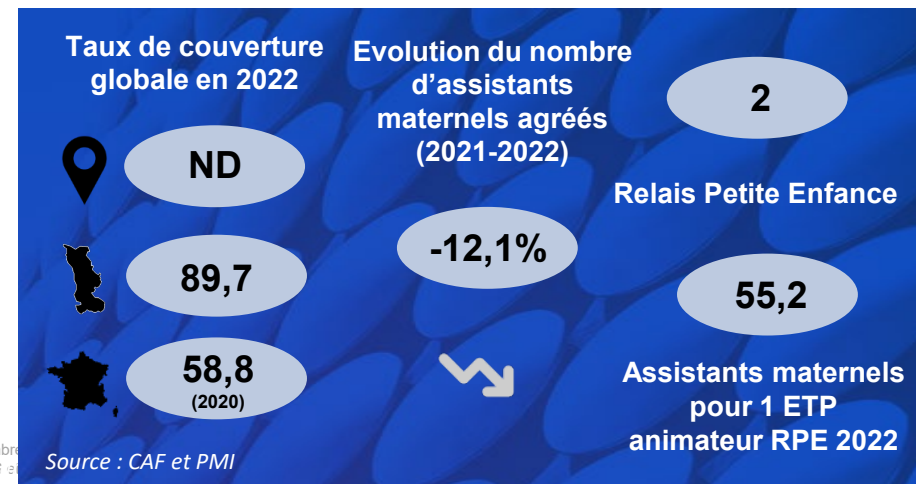 Taux de couverture
globale en 2022
ND
89,7
58,8
(2020)
Evolution du nombre
d’assistants
maternels agréés
(2021-2022)
-12,1%
2
Relais Petite Enfance
55,2
Assistants maternels
pour 1 ETP
animateur RPE 2022
Source : CAF et PMI